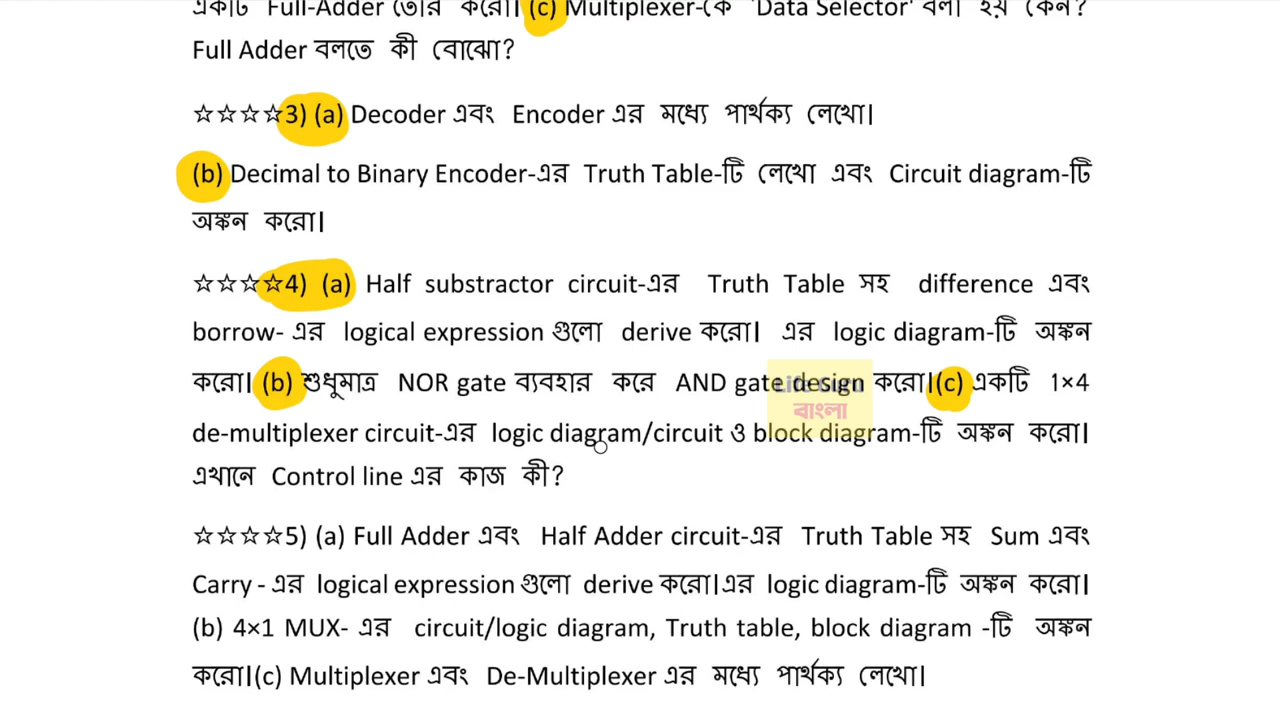 একটি Full-Adder তৈরি করো। (c) Multiplexer-কে 'Data Selector' বলা হয় কেন?
Full Adder বলতে কী বোঝো?
☆☆☆☆3) (a) Decoder এবং Encoder এর মধ্যে পার্থক্য লেখো।
(b) Decimal to Binary Encoder-এর Truth Table-টি লেখো এবং Circuit diagram-টি
অঙ্কন করো।
☆☆☆☆4) (a) Half substractor circuit-এর Truth Table সহ difference এবং
borrow- এর logical expression গুলো derive করো। এর logic diagram-টি অঙ্কন
করো। (b) শুধুমাত্র NOR gate ব্যবহার করে AND gate design করো।(c) একটি 1×4
বাংলা
de-multiplexer circuit-এর logic diagram/circuit ও block diagram-টি অঙ্কন করো।
এখানে Control line এর কাজ কী?
☆☆☆☆5) (a) Full Adder এবং Half Adder circuit-এর Truth Table সহ Sum এবং
Carry - এর logical expression গুলো derive করো।এর logic diagram-টি অঙ্কন করো।
(b) 4×1 MUX- এর circuit/logic diagram, Truth table, block diagram -টি অঙ্কন
করো।(c) Multiplexer এবং De-Multiplexer এর মধ্যে পার্থক্য লেখো।